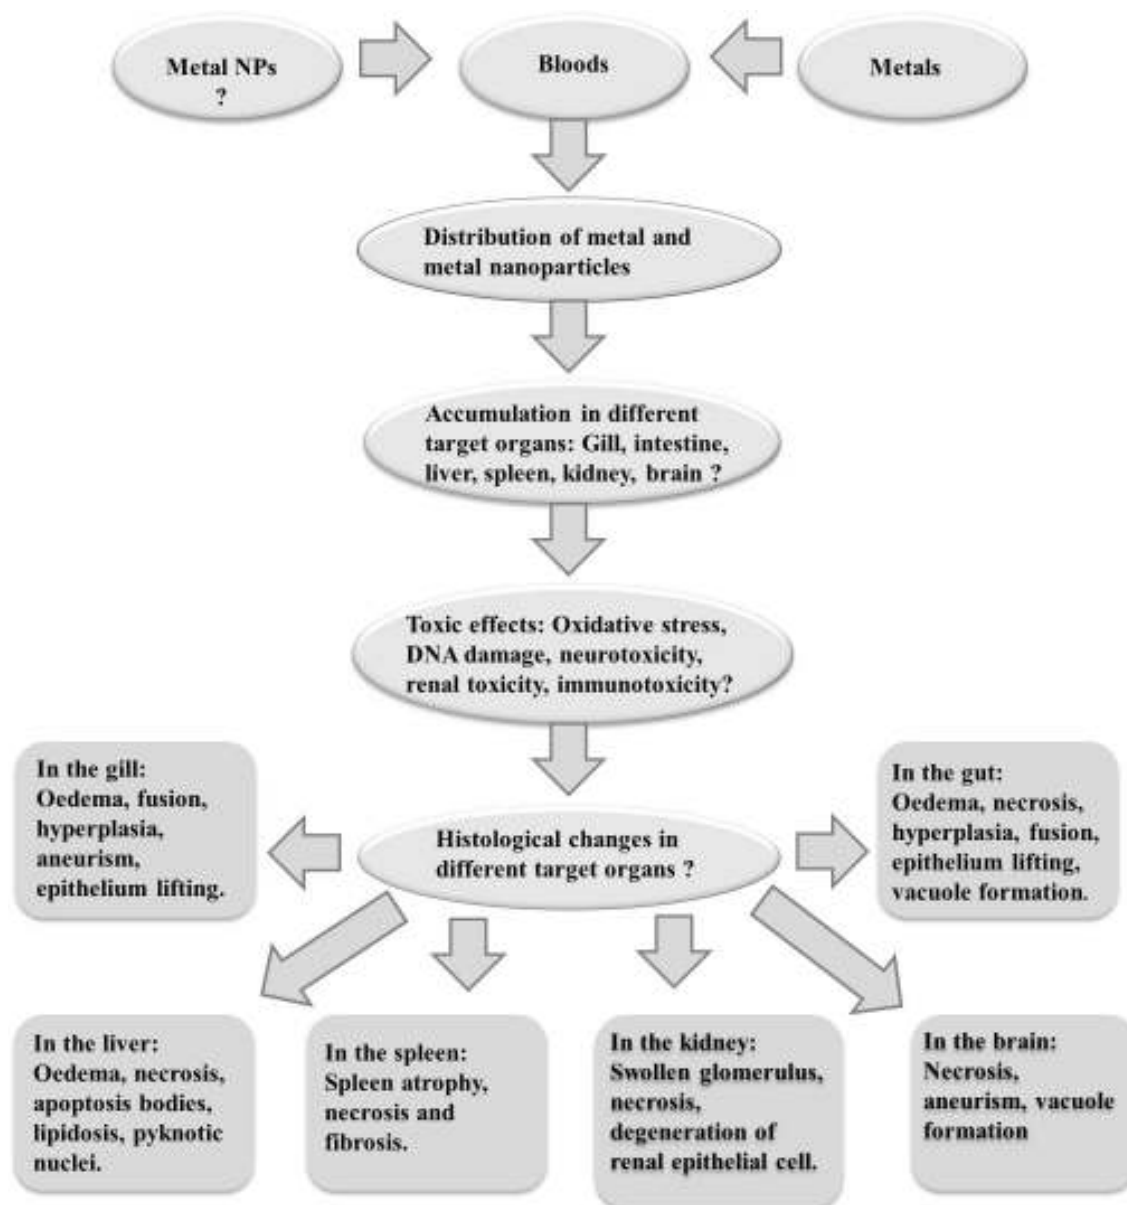 Metal NPs
?
Bloods
Metals
Distribution of metal and
metal nanoparticles
Accumulation in different
target organs: Gill, intestine,
liver, spleen, kidney, brain ?
Toxic effects: Oxidative stress,
DNA damage, neurotoxicity,
renal toxicity, immunotoxicity?
In the gill:
Oedema, fusion,
hyperplasia,
aneurism,
epithelium lifting.
Histological changes in
different target organs ?
In the gut:
Oedema, necrosis,
hyperplasia, fusion,
epithelium lifting,
vacuole formation.
In the liver:
Oedema, necrosis,
apoptosis bodies,
lipidosis, pyknotic
nuclei.
In the spleen:
Spleen atrophy,
necrosis and
fibrosis.
In the kidney:
Swollen glomerulus,
necrosis,
degeneration of
renal epithelial cell.
In the brain:
Necrosis,
aneurism, vacuole
formation